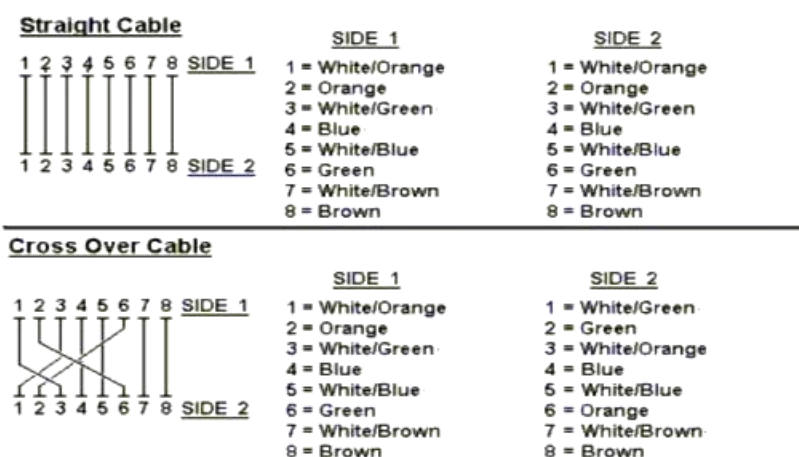 Straight Cable
1 2 3 4 5 6 7 8 SIDE 1
1 2 3 4 5 6 7 8 SIDE 2
SIDE 1
1 = White/Orange
2 = Orange
3 = White/Green
4 = Blue
5 = White/Blue
6 = Green
7 = White/Brown
8 = Brown
SIDE 2
1 = White/Orange
2 = Orange
3 = White/Green
4 = Blue
5 = White/Blue
6 = Green
7 = White/Brown
8 = Brown
Cross Over Cable
1 2 3 4 5 6 7 8 SIDE 1
1 2 3 4 5 6 7 8 SIDE 2
SIDE 1
1 = White/Orange
2 = Orange
3 = White/Green
4 = Blue
5 = White/Blue
6 = Green
7 = White/Brown
8 = Brown
SIDE 2
1 = White/Green
2 = Green
3 = White/Orange
4 = Blue
5 = White/Blue
6 = Orange
7 = White/Brown
8 = Brown